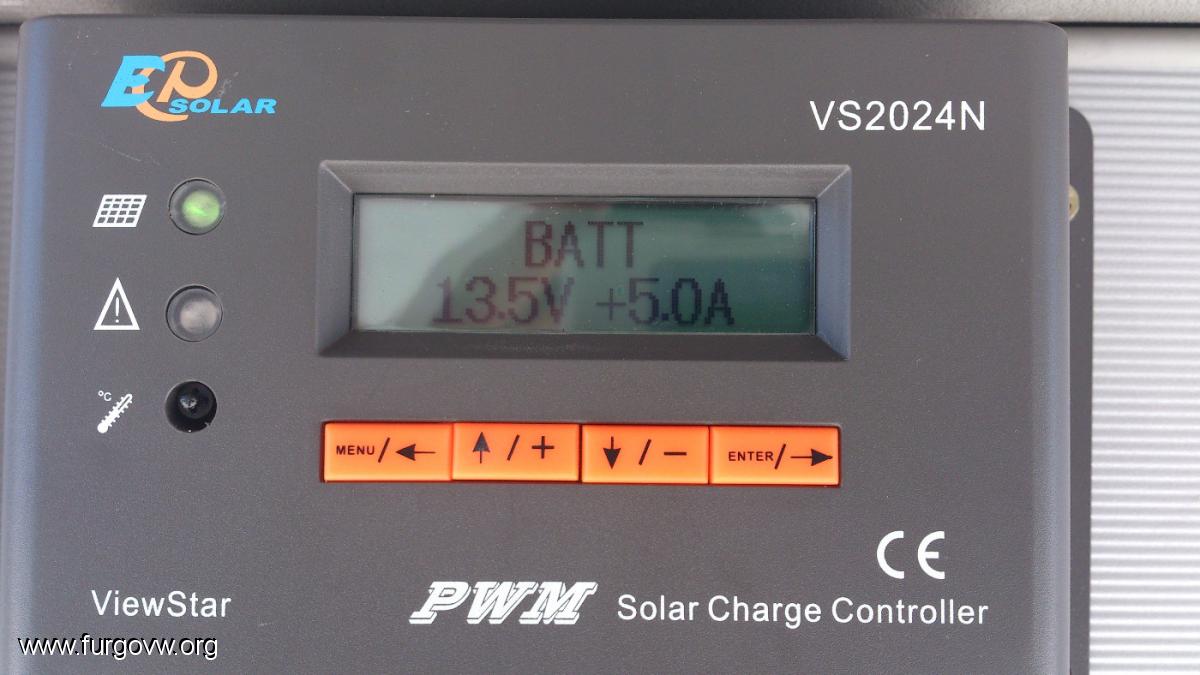 EP SOLAR
VS2024N
BATT
13.5V +5.0A
°C
MENU/← ↑/+ ↓/− ENTER/→
CE
ViewStar PWM Solar Charge Controller
www.furgovw.org